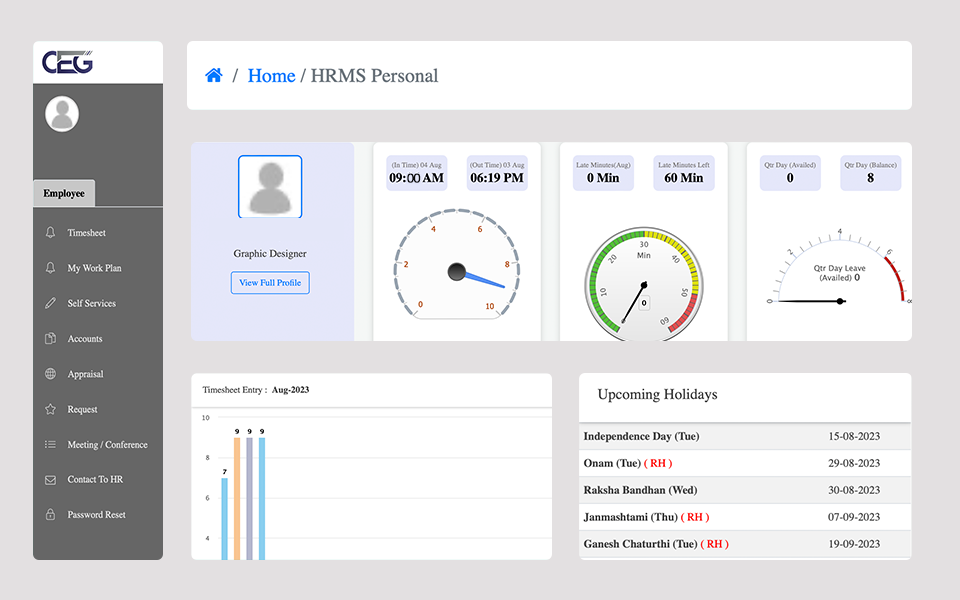 CEG
Employee
Timesheet
My Work Plan
Self Services
Accounts
Appraisal
Request
Meeting / Conference
Contact To HR
Password Reset
/ Home / HRMS Personal
Graphic Designer
View Full Profile
(In Time) 04 Aug
09:00 AM
(Out Time) 03 Aug
06:19 PM
0
2
4
6
8
10
Late Minutes(Aug)
0 Min
Late Minutes Left
60 Min
10
20
30
40
50
60
Min
0
Qtr Day (Availed)
0
Qtr Day (Balance)
8
0
2
4
6
8
Qtr Day Leave
(Availed) 0
Timesheet Entry : Aug-2023
10
8
6
4
7
9
9
9
Upcoming Holidays
Independence Day (Tue) 15-08-2023
Onam (Tue) ( RH ) 29-08-2023
Raksha Bandhan (Wed) 30-08-2023
Janmashtami (Thu) ( RH ) 07-09-2023
Ganesh Chaturthi (Tue) ( RH ) 19-09-2023